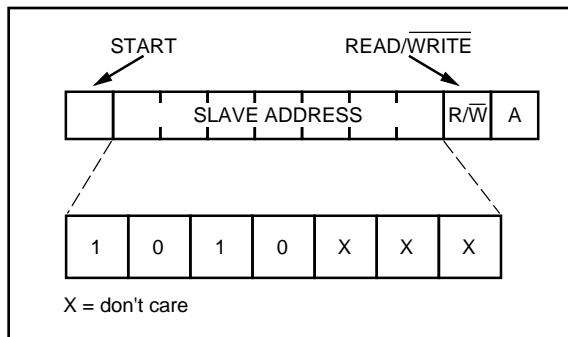 START READ/WRITE
SLAVE ADDRESS R/W A
1 0 1 0 X X X
X = don't care